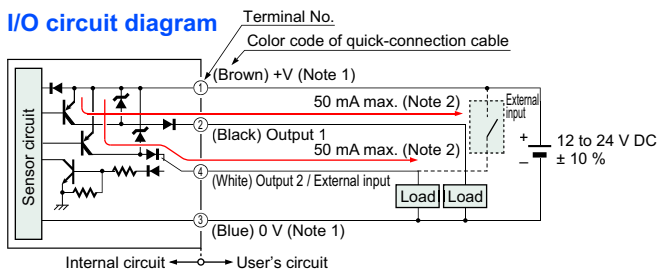 I/O circuit diagram
Terminal No.
Color code of quick-connection cable
1 (Brown) +V (Note 1)
50 mA max. (Note 2)
External
input
2
(Black) Output 1
+
12 to 24 V DC
50 mA max. (Note 2)
−
± 10 %
4
(White) Output 2 / External input
Sensor circuit
Load
Load
3
(Blue) 0 V (Note 1)
Internal circuit
User's circuit